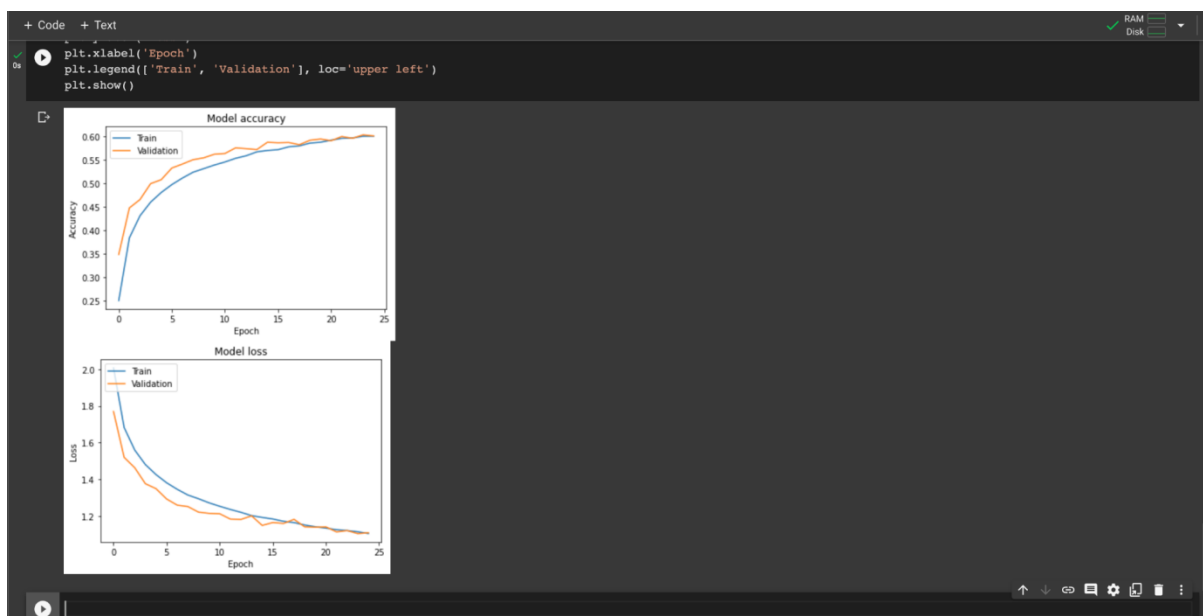 + Code + Text
RAM
Disk
0s
plt.xlabel('Epoch')
plt.legend(['Train', 'Validation'], loc='upper left')
plt.show()
Model accuracy
Train
Validation
0.60
0.55
0.50
0.45
0.40
0.35
0.30
0.25
Accuracy
0 5 10 15 20 25
Epoch
Model loss
Train
Validation
2.0
1.8
1.6
1.4
1.2
Loss
0 5 10 15 20 25
Epoch